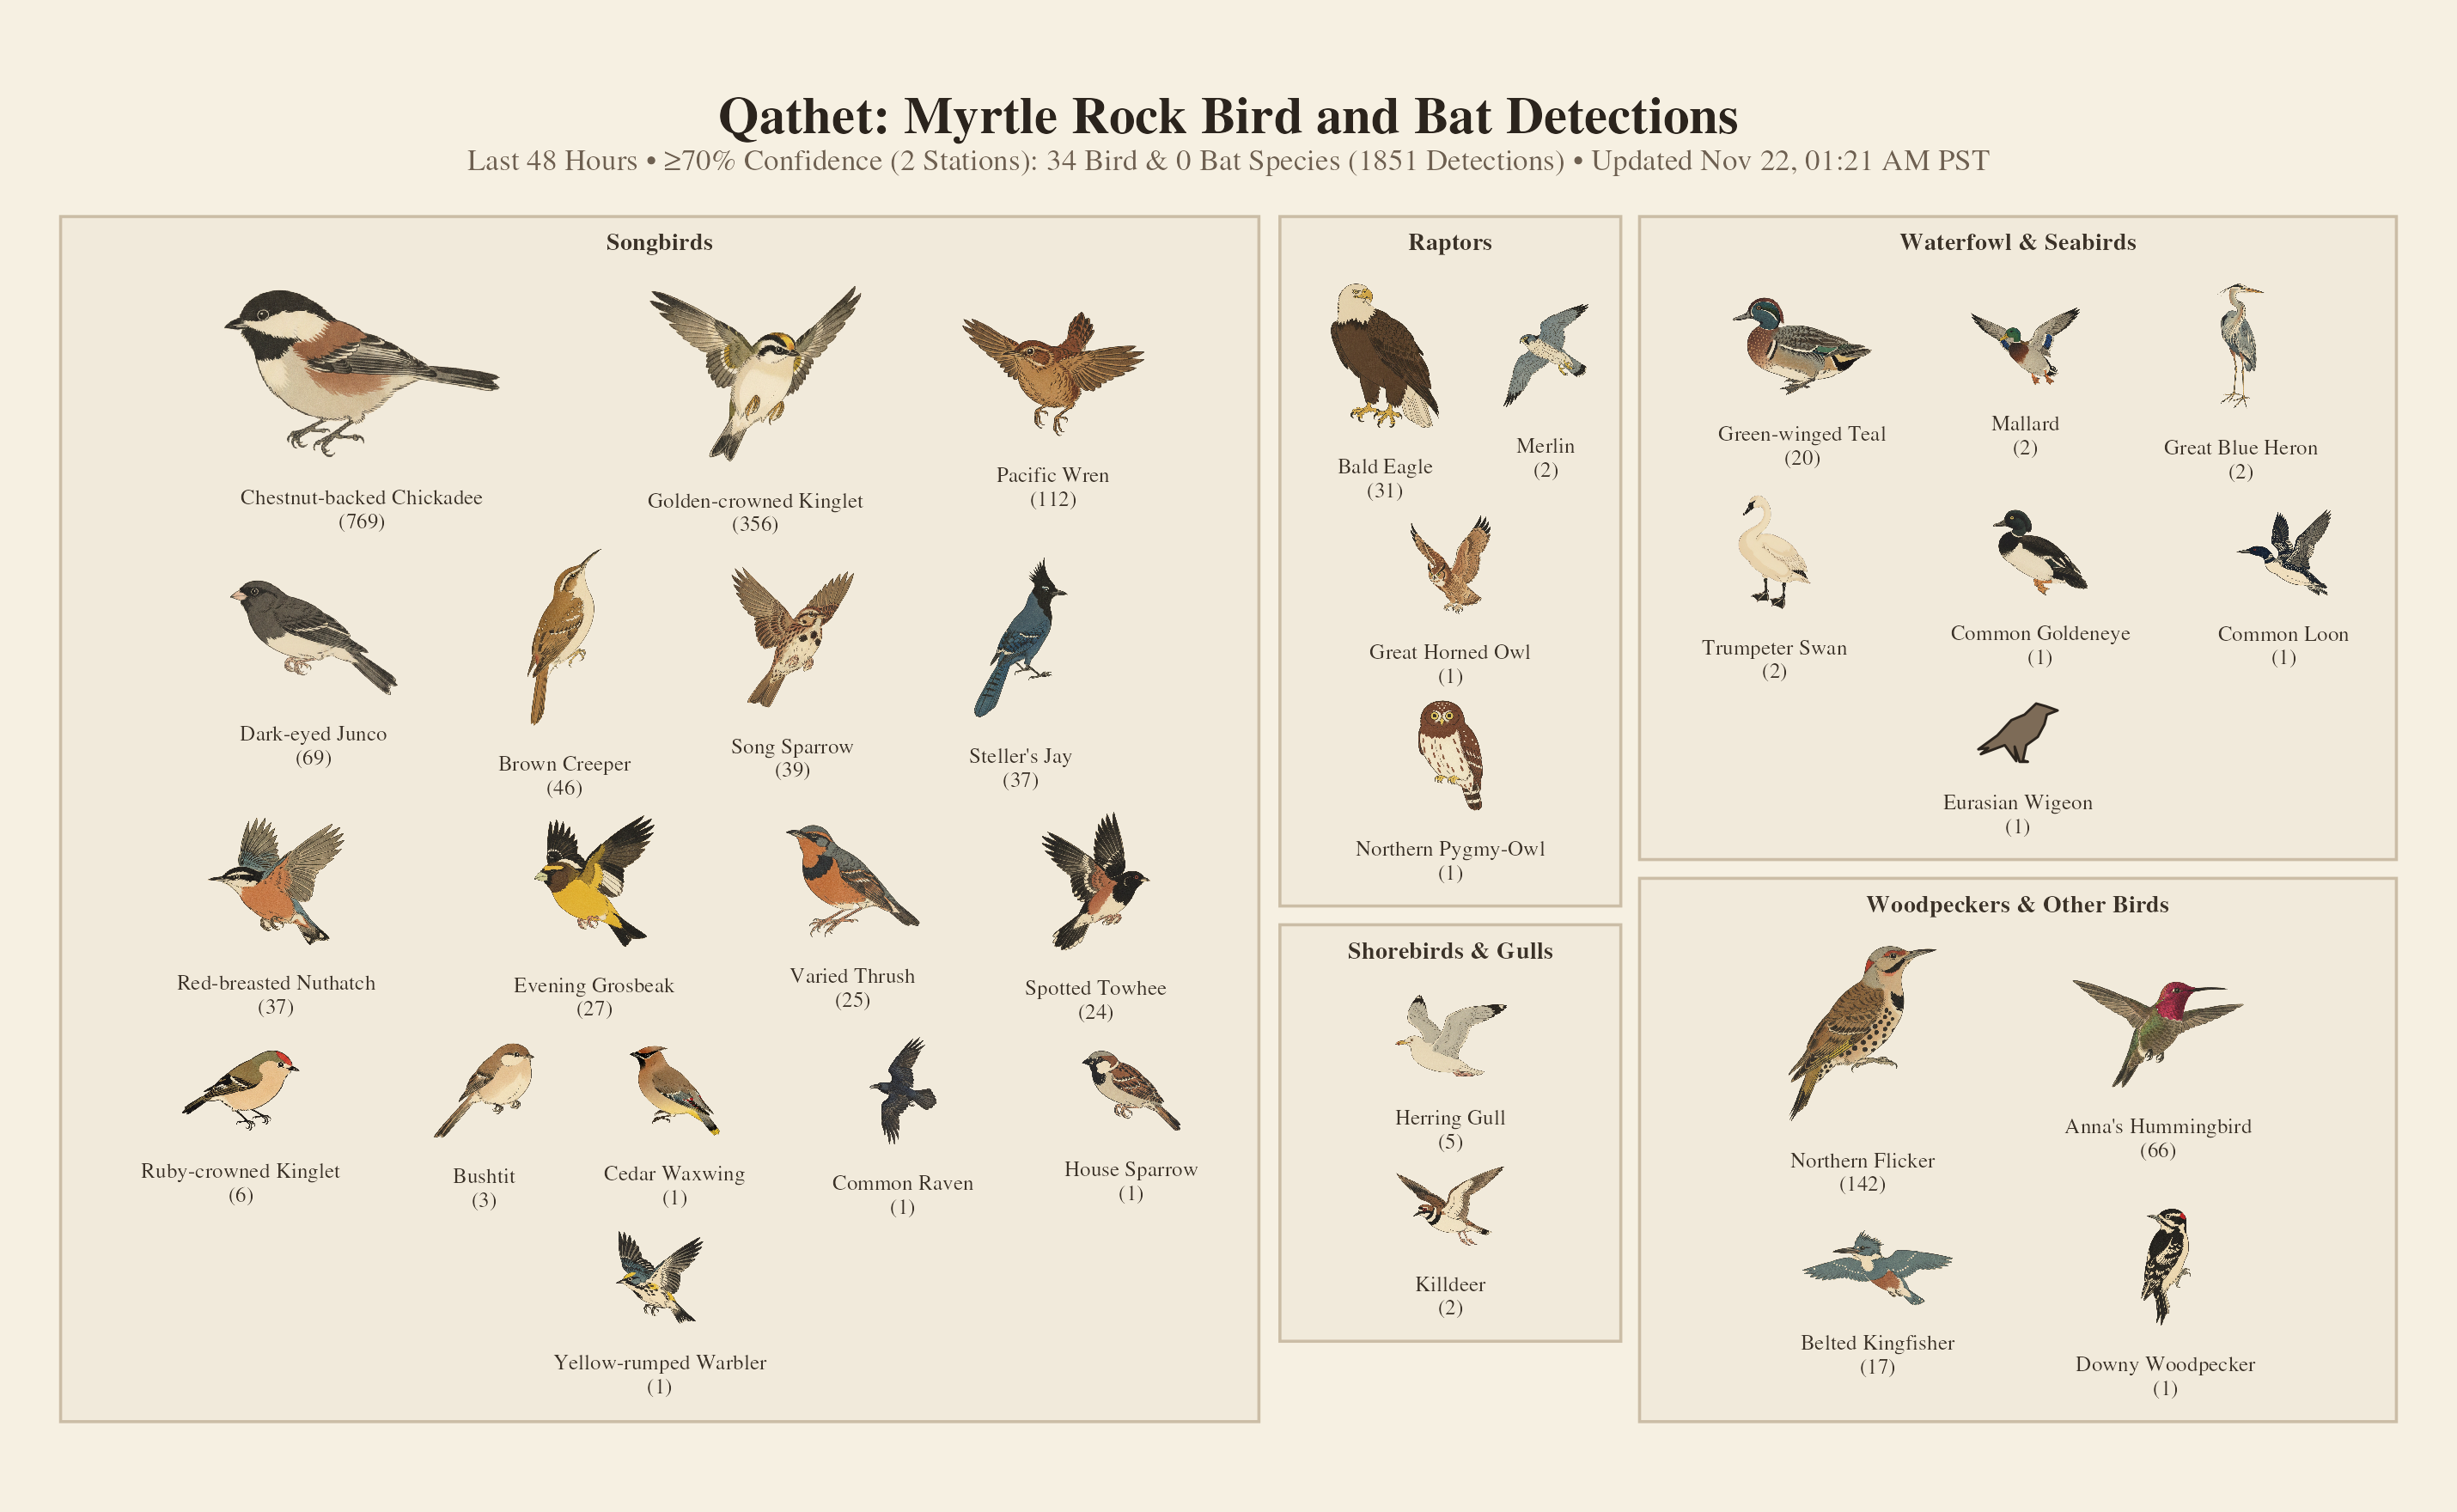 Qathet: Myrtle Rock Bird and Bat Detections
Last 48 Hours • ≥70% Confidence (2 Stations): 34 Bird & 0 Bat Species (1851 Detections) • Updated Nov 22, 01:21 AM PST
Songbirds
Chestnut-backed Chickadee
(769)
Golden-crowned Kinglet
(356)
Pacific Wren
(112)
Dark-eyed Junco
(69)
Brown Creeper
(46)
Song Sparrow
(39)
Steller's Jay
(37)
Red-breasted Nuthatch
(37)
Evening Grosbeak
(27)
Varied Thrush
(25)
Spotted Towhee
(24)
Ruby-crowned Kinglet
(6)
Bushtit
(3)
Cedar Waxwing
(1)
Common Raven
(1)
House Sparrow
(1)
Yellow-rumped Warbler
(1)
Raptors
Bald Eagle
(31)
Merlin
(2)
Great Horned Owl
(1)
Northern Pygmy-Owl
(1)
Shorebirds & Gulls
Herring Gull
(5)
Killdeer
(2)
Waterfowl & Seabirds
Green-winged Teal
(20)
Mallard
(2)
Great Blue Heron
(2)
Trumpeter Swan
(2)
Common Goldeneye
(1)
Common Loon
(1)
Eurasian Wigeon
(1)
Woodpeckers & Other Birds
Northern Flicker
(142)
Anna's Hummingbird
(66)
Belted Kingfisher
(17)
Downy Woodpecker
(1)